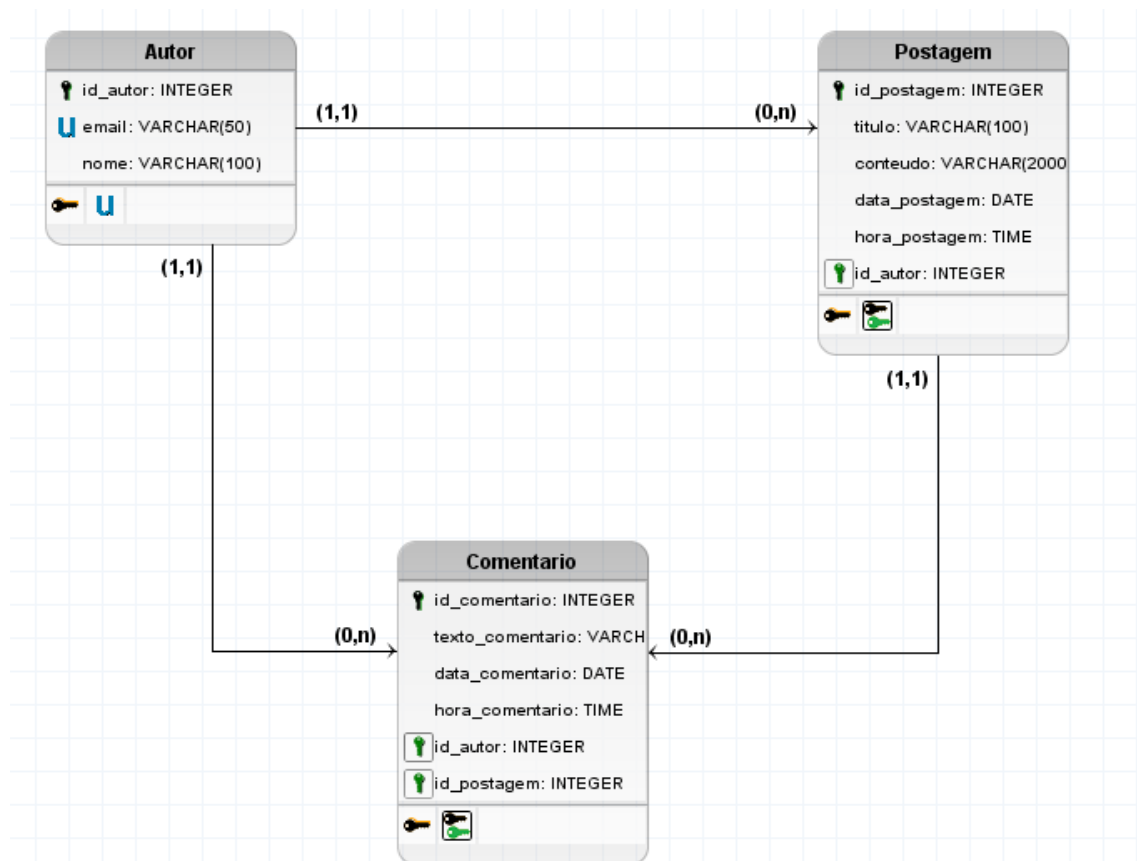 Autor
id_autor: INTEGER
U email: VARCHAR(50)
nome: VARCHAR(100)
U
(1,1)
(0,n)
Postagem
id_postagem: INTEGER
titulo: VARCHAR(100)
conteudo: VARCHAR(2000
data_postagem: DATE
hora_postagem: TIME
id_autor: INTEGER
(1,1)
(1,1)
Comentario
id_comentario: INTEGER
texto_comentario: VARCH
data_comentario: DATE
hora_comentario: TIME
id_autor: INTEGER
id_postagem: INTEGER
(0,n)
(0,n)